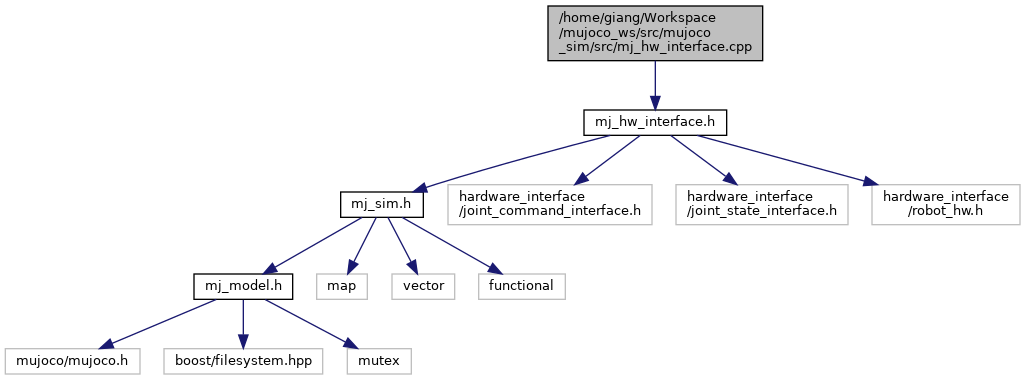 /home/giang/Workspace
/mujoco_ws/src/mujoco
_sim/src/mj_hw_interface.cpp
mj_hw_interface.h
mj_sim.h
hardware_interface
/joint_command_interface.h
hardware_interface
/joint_state_interface.h
hardware_interface
/robot_hw.h
mj_model.h
map
vector
functional
mujoco/mujoco.h
boost/filesystem.hpp
mutex